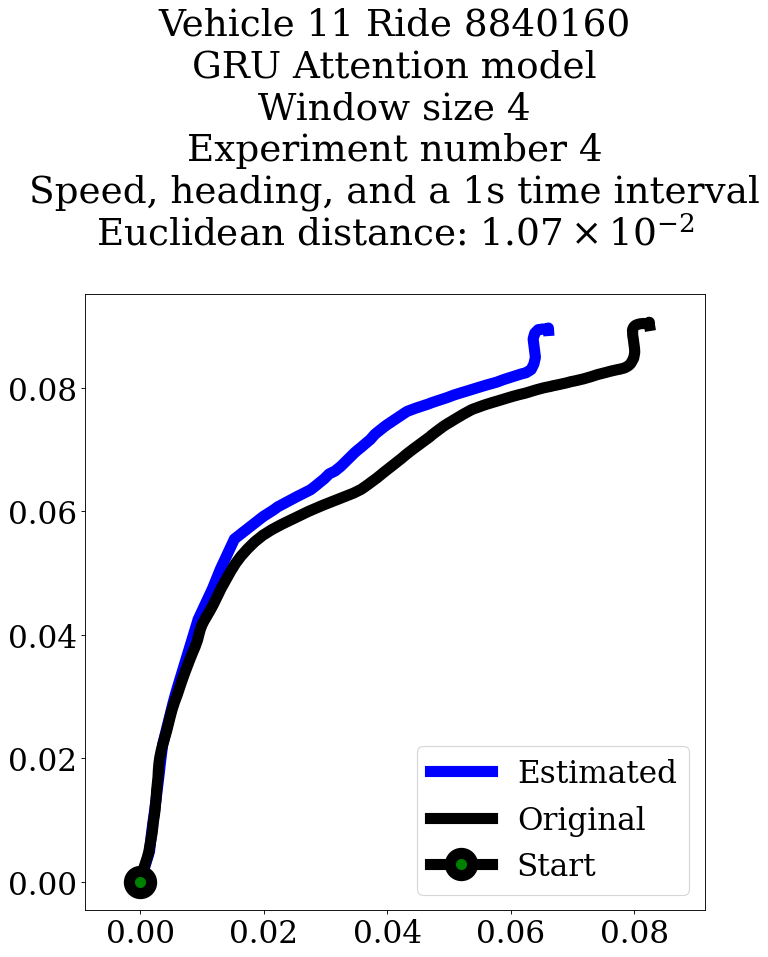 Vehicle 11 Ride 8840160
GRU Attention model
Window size 4
Experiment number 4
Speed, heading, and a 1s time interval
Euclidean distance: 1.07 × 10⁻²
0.08
0.06
0.04
0.02
0.00
Estimated
Original
Start
0.00 0.02 0.04 0.06 0.08